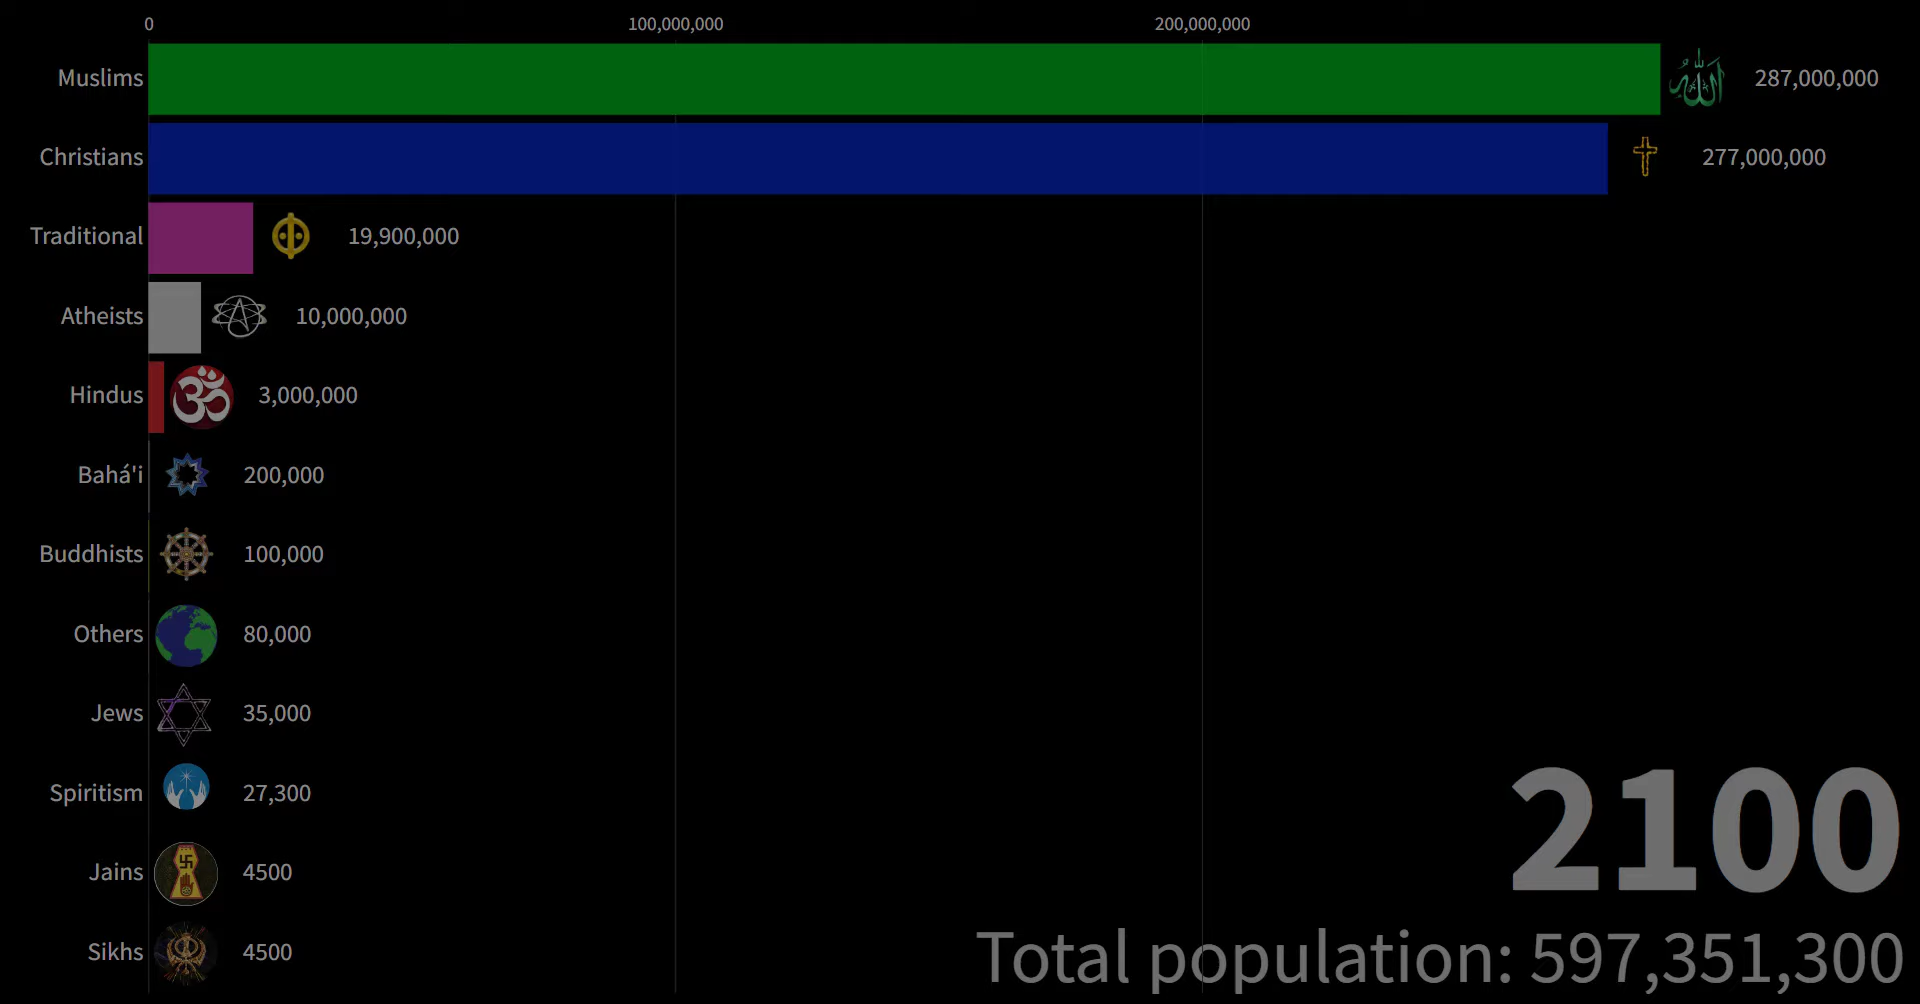 0 100,000,000 200,000,000
Muslims الله 287,000,000
Christians 277,000,000
Traditional 19,900,000
Atheists 10,000,000
Hindus ॐ 3,000,000
Bahá'i 200,000
Buddhists 100,000
Others 80,000
Jews 35,000
Spiritism 27,300
Jains 4500
Sikhs 4500
2100
Total population: 597,351,300